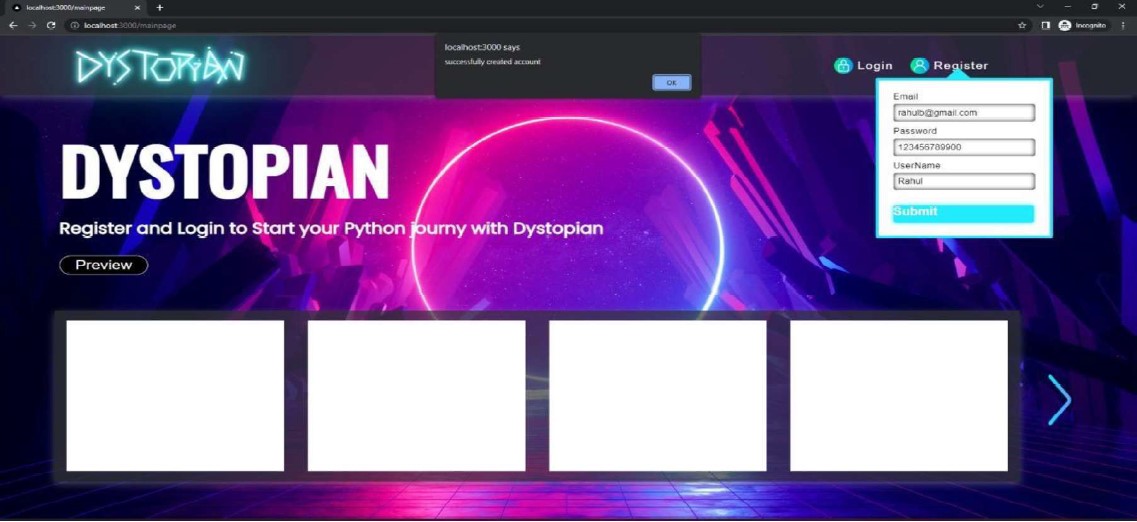 localhost:3000/mainpage
localhost:3000/mainpage
Incognito
DYSTOPIAN
localhost:3000 says
successfully created account
OK
Login
Register
Email
rahulb@gmail.com
Password
123456789900
UserName
Rahul
Submit
DYSTOPIAN
Register and Login to Start your Python journy with Dystopian
Preview